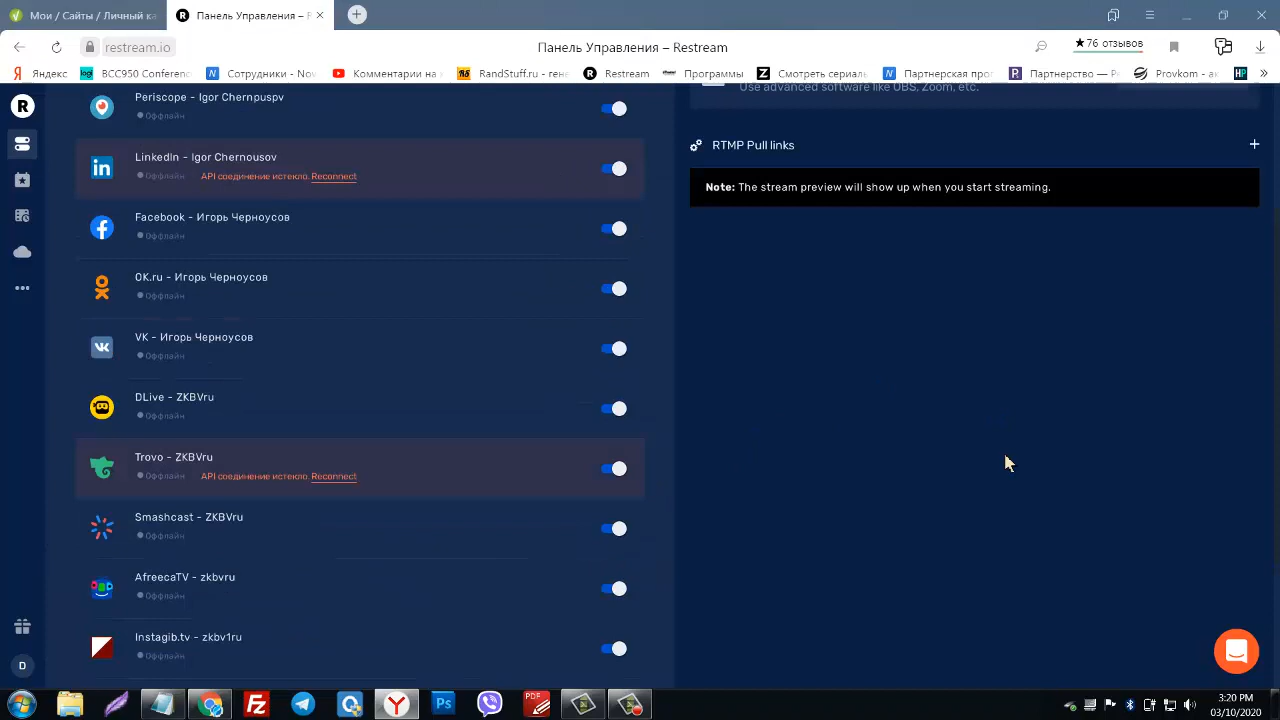 Мои / Сайты / Личный ка
Панель Управления – Р
restream.io
Панель Управления – Restream
★76 отзывов
Яндекс
BCC950 Conferenc
Сотрудники - Nov
Комментарии на к
RandStuff.ru - ген
Restream
Программы
Смотреть сериаль
Партнерская прог
Партнерство — Ре
Provkom - ак
HP
Periscope - Igor Chernpuspv
Оффлайн
Use advanced software like OBS, Zoom, etc.
LinkedIn - Igor Chernousov
Оффлайн API соединение истекло. Reconnect
RTMP Pull links
Note: The stream preview will show up when you start streaming.
Facebook - Игорь Черноусов
Оффлайн
OK.ru - Игорь Черноусов
Оффлайн
VK - Игорь Черноусов
Оффлайн
DLive - ZKBVru
Оффлайн
Trovo - ZKBVru
Оффлайн API соединение истекло. Reconnect
Smashcast - ZKBVru
Оффлайн
AfreecaTV - zkbvru
Оффлайн
Instagib.tv - zkbv1ru
Оффлайн
D
3:20 PM
03/10/2020